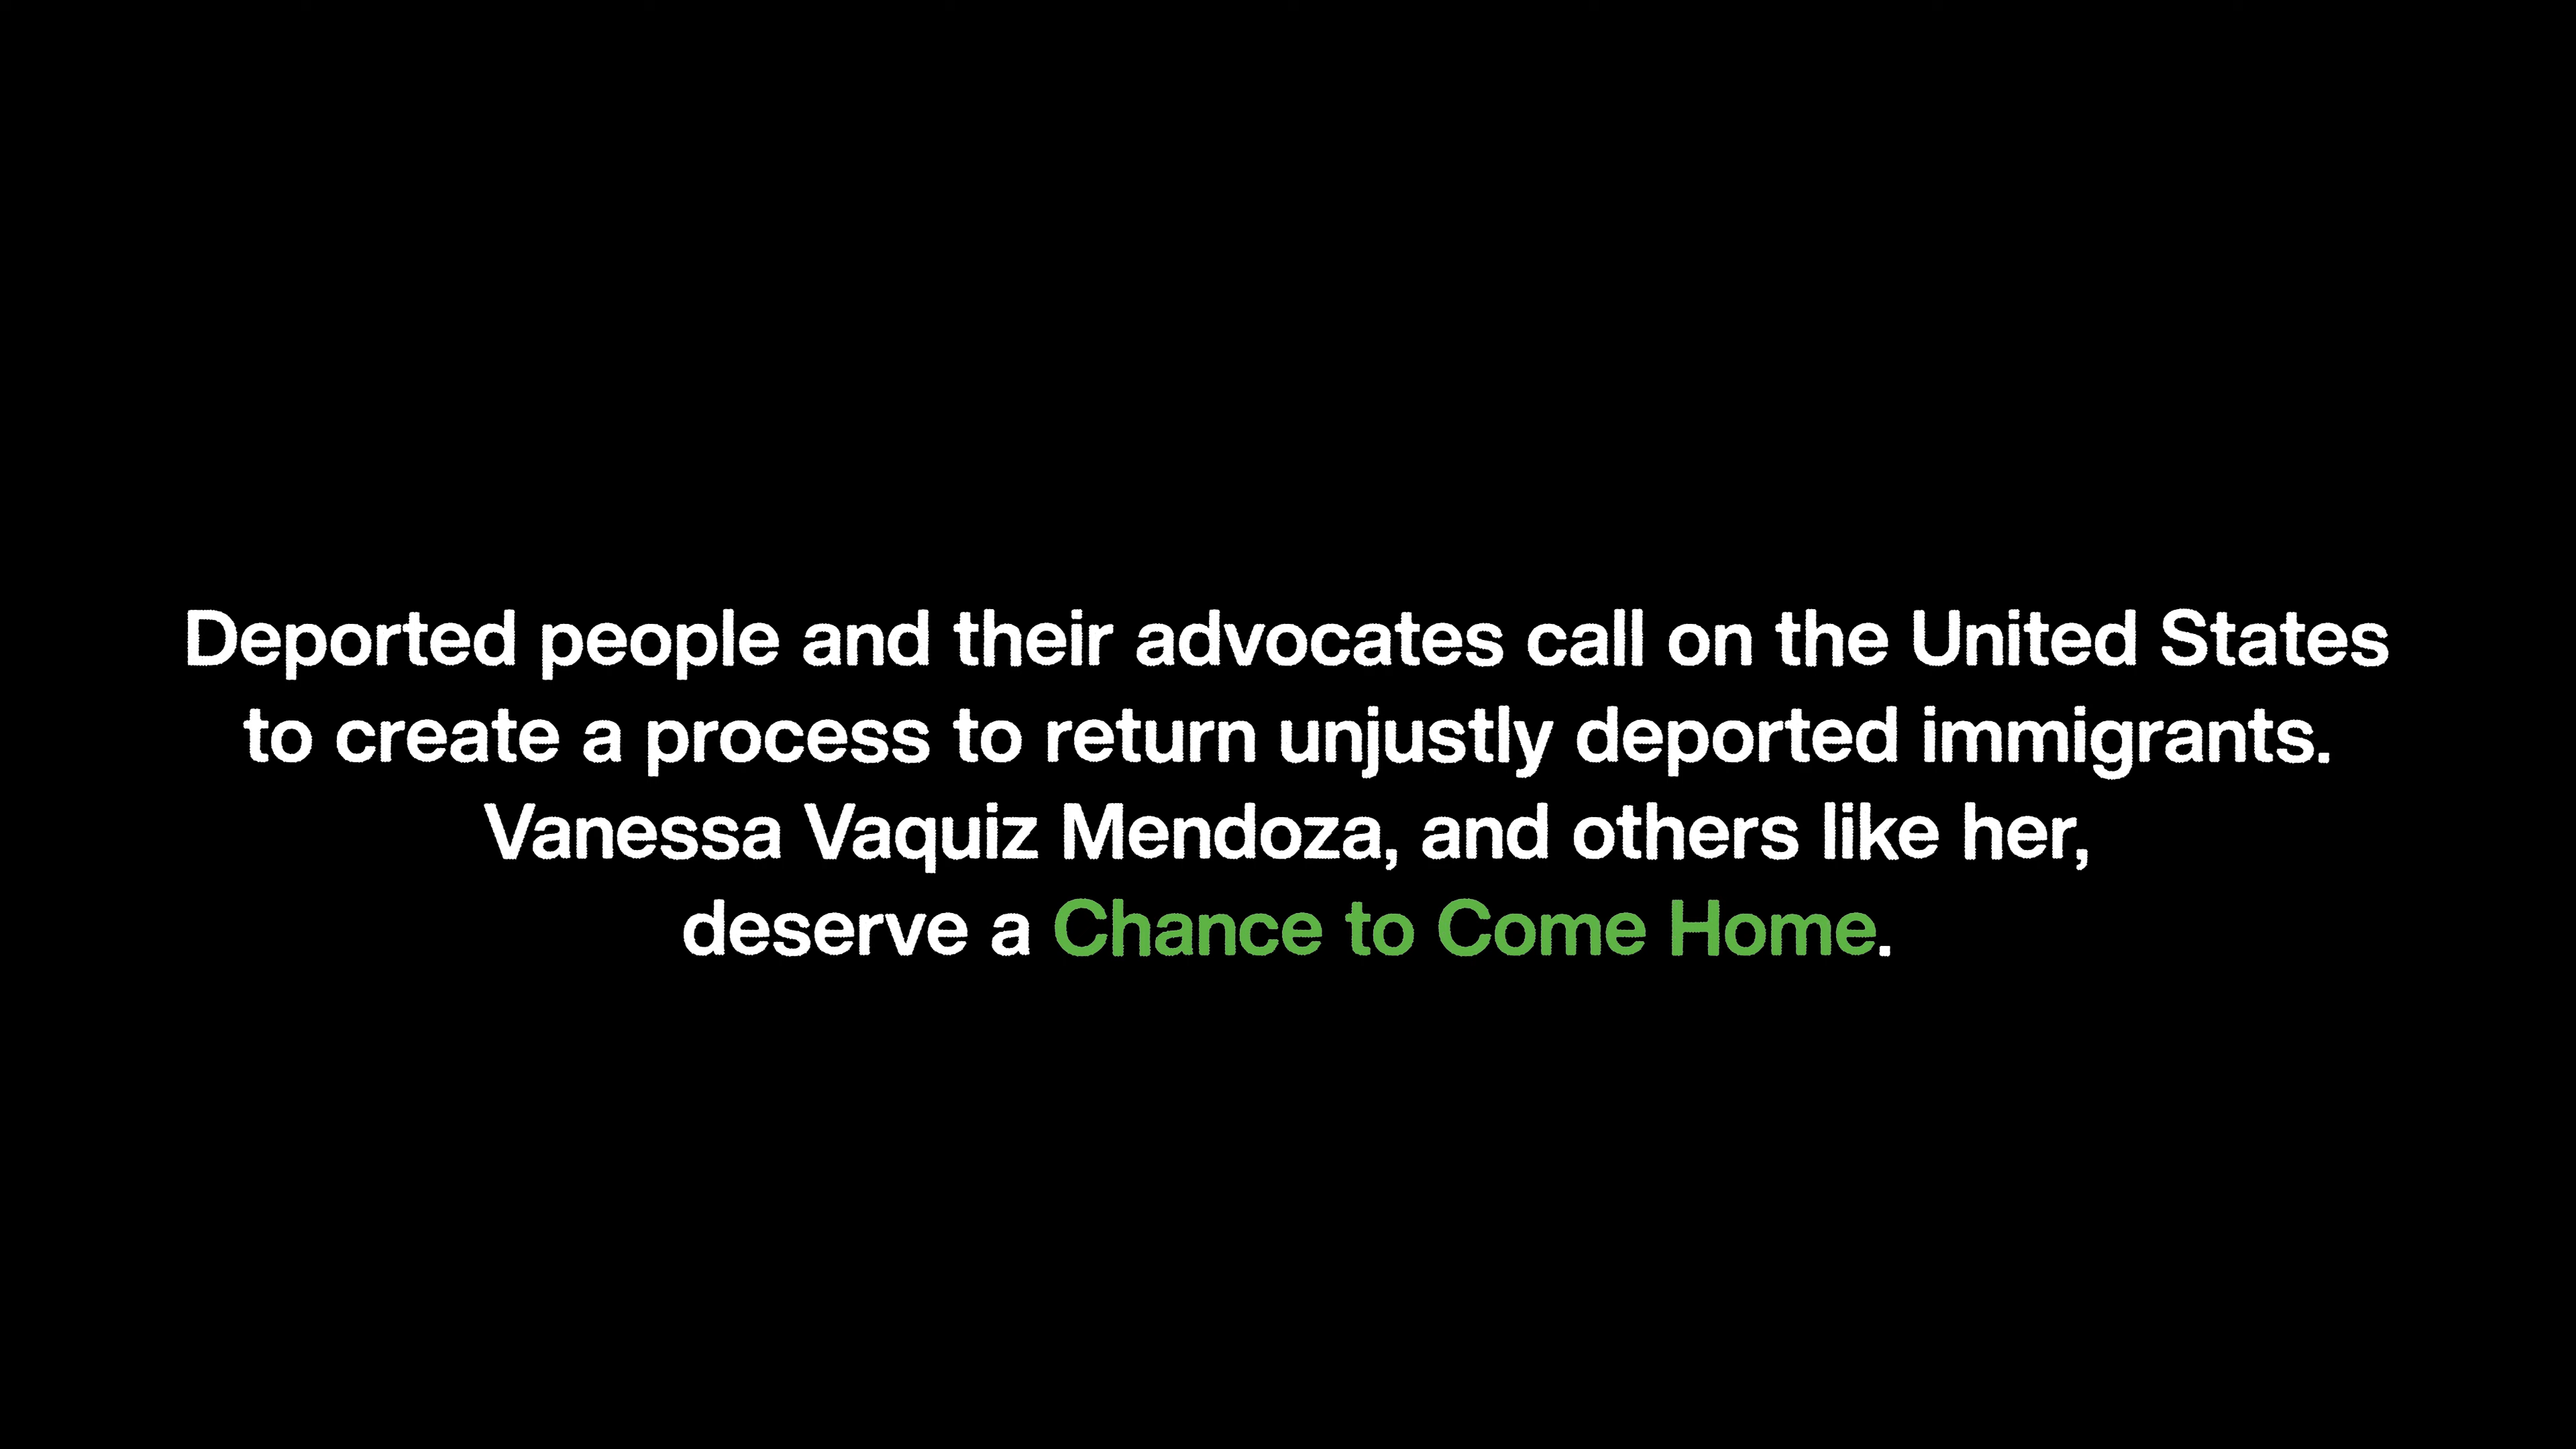 Deported people and their advocates call on the United States
to create a process to return unjustly deported immigrants.
Vanessa Vaquiz Mendoza, and others like her,
deserve a Chance to Come Home.